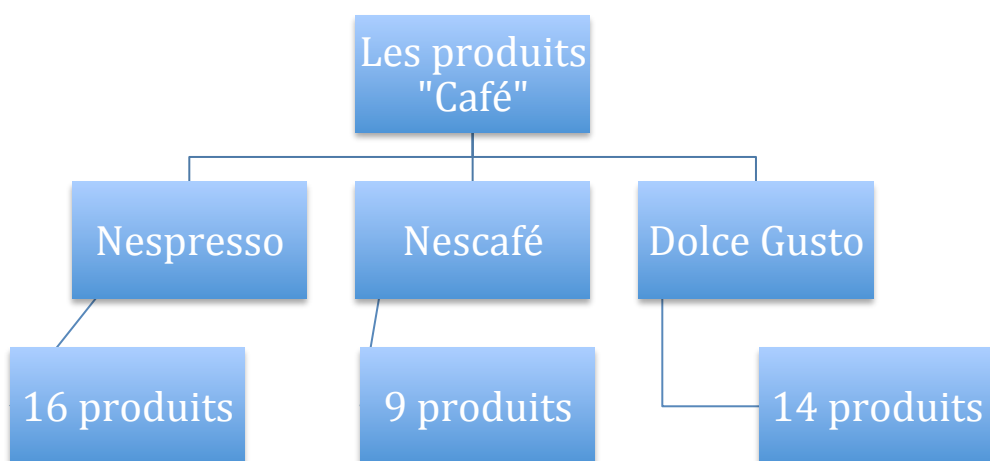 Les produits
"Café"
Nespresso
Nescafé
Dolce Gusto
16 produits
9 produits
14 produits